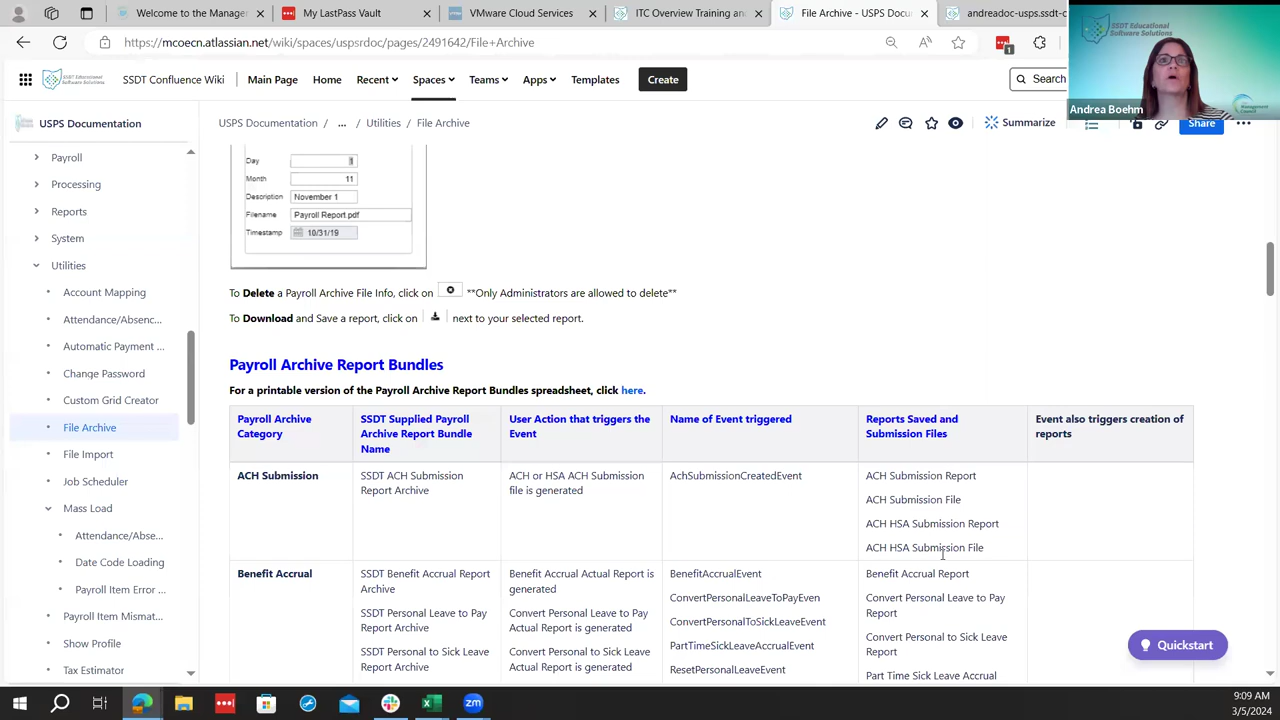 Welcome to the Manager
My LastPass Vault
VMware Cloud Services
ITC Overview Training an
File Archive - USPS Docu
andreadoc-usps.ssdt-c
https://mcoecn.atlassian.net/wiki/spaces/uspsrdoc/pages/2491642/File+Archive
SSDT Educational
Software Solutions
Andrea Boehm
SSDT Confluence Wiki
Main Page
Home
Recent
Spaces
Teams
Apps
Templates
Create
Search
USPS Documentation
USPS Documentation / ... /
/ File Archive
Summarize
Share
Payroll
Processing
Reports
System
Utilities
Account Mapping
Attendance/Absenc...
Automatic Payment ...
Change Password
Custom Grid Creator
File Archive
File Import
Job Scheduler
Mass Load
Attendance/Abse...
Date Code Loading
Payroll Item Error ...
Payroll Item Mismat...
Show Profile
Tax Estimator
Day 1
Month 11
Description November 1
Filename Payroll Report.pdf
Timestamp 10/31/19
To Delete a Payroll Archive File Info, click on **Only Administrators are allowed to delete**
To Download and Save a report, click on next to your selected report.
Payroll Archive Report Bundles
For a printable version of the Payroll Archive Report Bundles spreadsheet, click here.
Payroll Archive
Category
SSDT Supplied Payroll
Archive Report Bundle
Name
User Action that triggers the
Event
Name of Event triggered
Reports Saved and
Submission Files
Event also triggers creation of
reports
ACH Submission
SSDT ACH Submission
Report Archive
ACH or HSA ACH Submission
file is generated
AchSubmissionCreatedEvent
ACH Submission Report
ACH Submission File
ACH HSA Submission Report
ACH HSA Submission File
Benefit Accrual
SSDT Benefit Accrual Report
Archive
SSDT Personal Leave to Pay
Report Archive
SSDT Personal to Sick Leave
Report Archive
Benefit Accrual Actual Report is
generated
Convert Personal Leave to Pay
Actual Report is generated
Convert Personal to Sick Leave
Actual Report is generated
BenefitAccrualEvent
ConvertPersonalLeaveToPayEven
ConvertPersonalToSickLeaveEvent
PartTimeSickLeaveAccrualEvent
ResetPersonalLeaveEvent
Benefit Accrual Report
Convert Personal Leave to Pay
Report
Convert Personal to Sick Leave
Report
Part Time Sick Leave Accrual
Quickstart
9:09 AM
3/5/2024